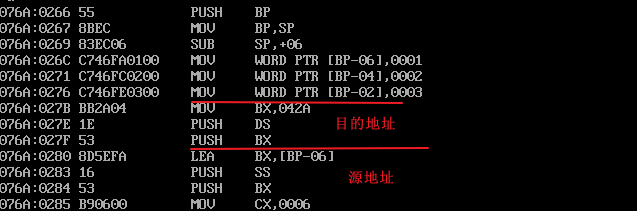 076A:0266 55 PUSH BP
076A:0267 8BEC MOV BP,SP
076A:0269 83EC06 SUB SP,+06
076A:026C C746FA0100 MOV WORD PTR [BP-06],0001
076A:0271 C746FC0200 MOV WORD PTR [BP-04],0002
076A:0276 C746FE0300 MOV WORD PTR [BP-02],0003
076A:027B BB2A04 MOV BX,042A
076A:027E 1E PUSH DS 目的地址
076A:027F 53 PUSH BX
076A:0280 8D5EFA LEA BX,[BP-06]
076A:0283 16 PUSH SS 源地址
076A:0284 53 PUSH BX
076A:0285 B90600 MOV CX,0006